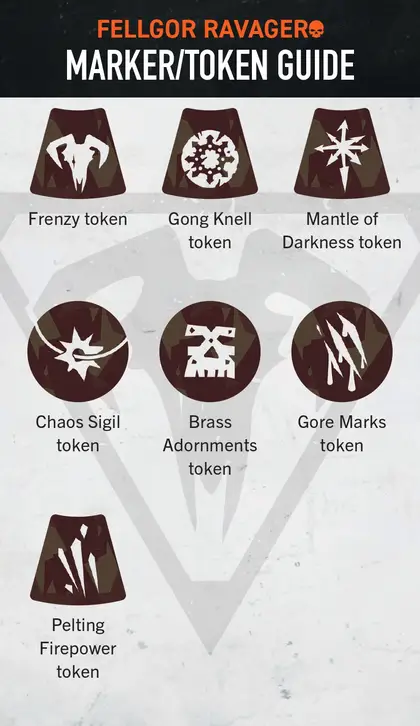 FELLGOR RAVAGER
MARKER/TOKEN GUIDE
Frenzy token
Gong Knell
token
Mantle of
Darkness token
Chaos Sigil
token
Brass
Adornments
token
Gore Marks
token
Pelting
Firepower
token